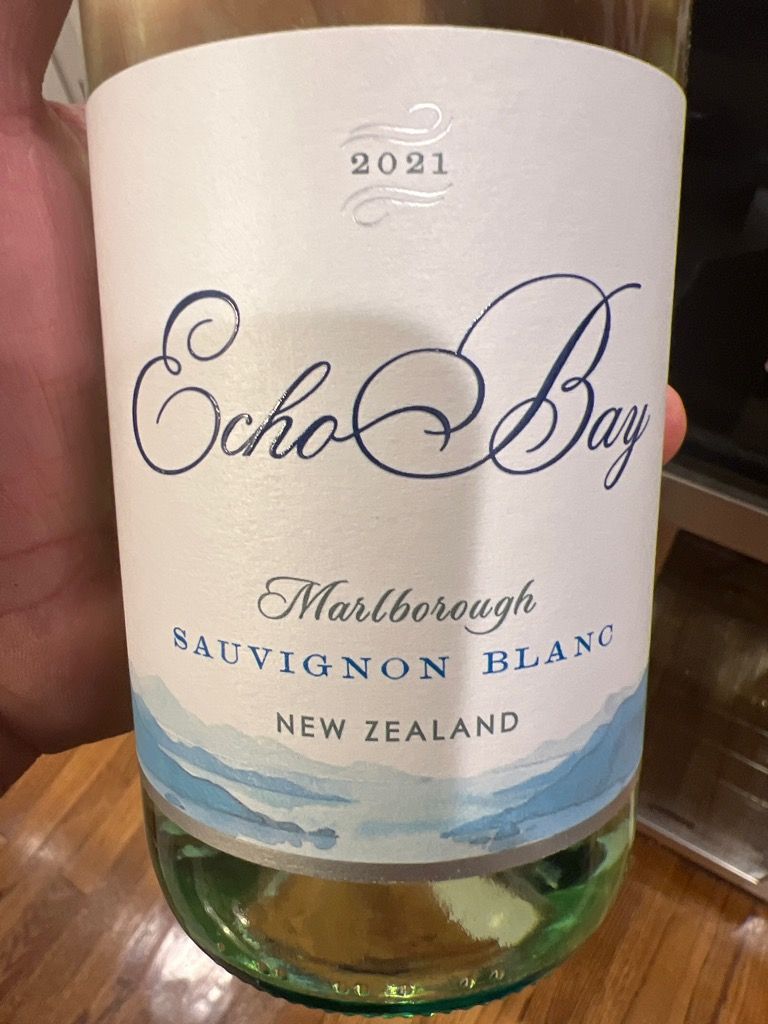 2021
Echo Bay
Marlborough
SAUVIGNON BLANC
NEW ZEALAND